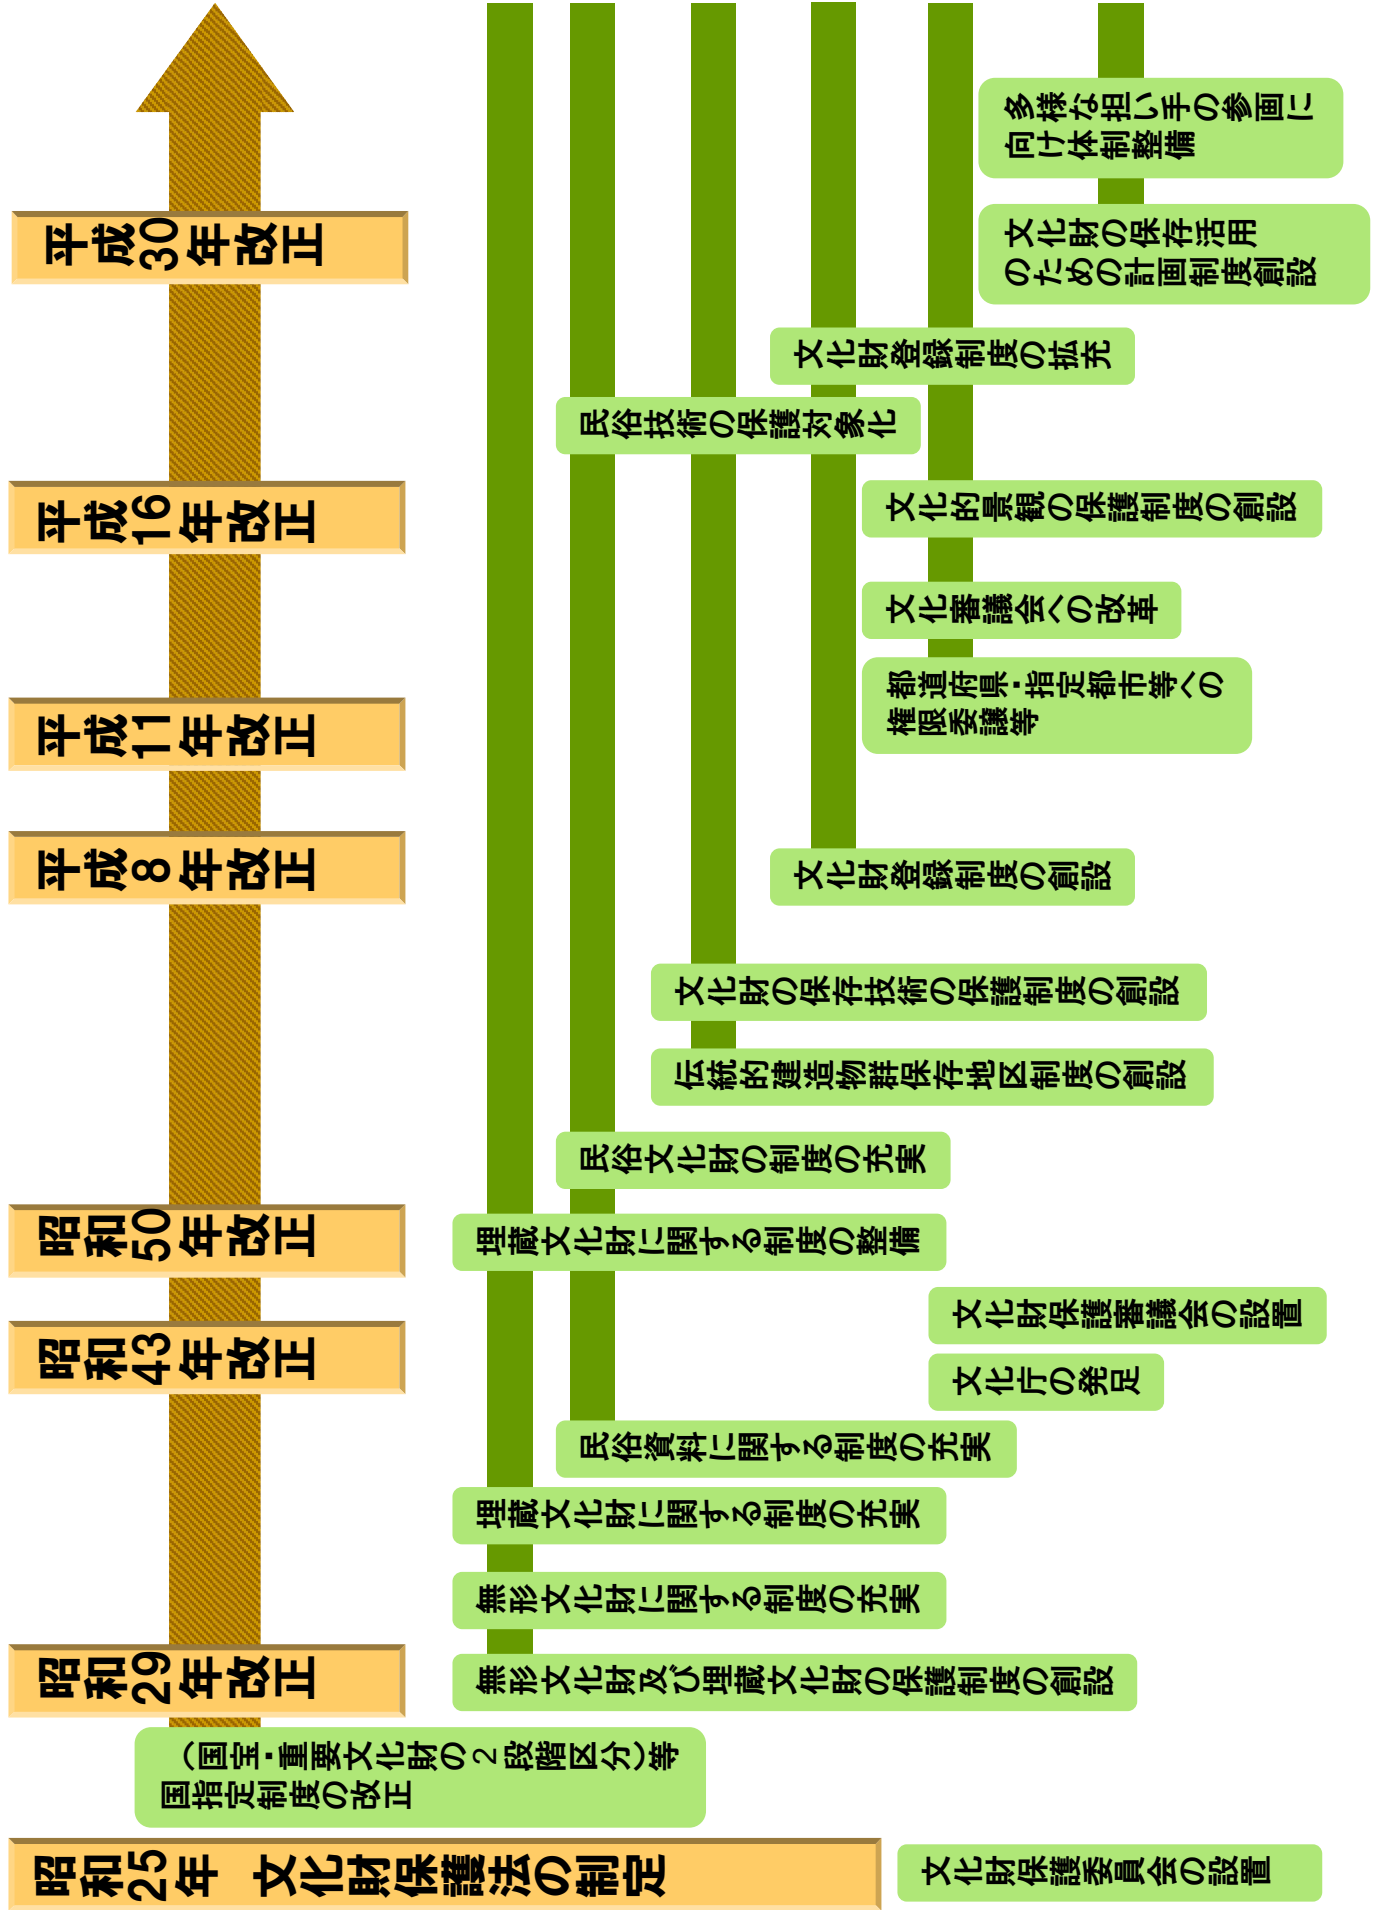 昭和25年 文化財保護法の制定
文化財保護委員会の設置
国指定制度の改正
（国宝・重要文化財の２段階区分）等
昭和29年改正
無形文化財及び埋蔵文化財の保護制度の創設
無形文化財に関する制度の充実
埋蔵文化財に関する制度の充実
民俗資料に関する制度の充実
昭和43年改正
文化庁の発足
文化財保護審議会の設置
昭和50年改正
埋蔵文化財に関する制度の整備
民俗文化財の制度の充実
伝統的建造物群保存地区制度の創設
文化財の保存技術の保護制度の創設
平成８年改正
文化財登録制度の創設
平成11年改正
都道府県・指定都市等への
権限委譲等
文化審議会への改革
平成16年改正
文化的景観の保護制度の創設
民俗技術の保護対象化
文化財登録制度の拡充
平成30年改正
文化財の保存活用
のための計画制度創設
多様な担い手の参画に
向け体制整備